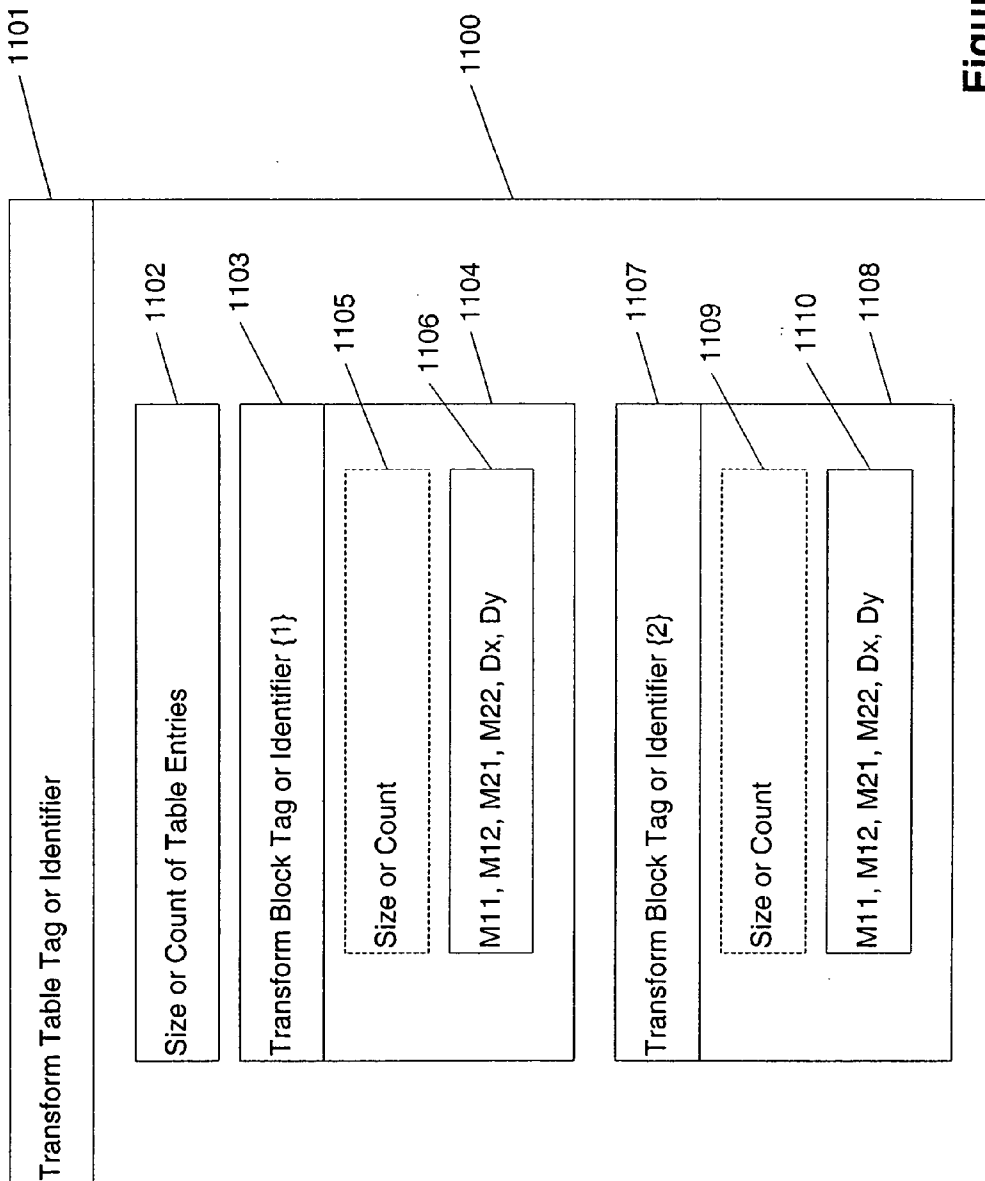 Transform Table Tag or Identifier
1101
Size or Count of Table Entries
1102
Transform Block Tag or Identifier {1}
1103
Size or Count
1105
M11, M12, M21, M22, Dx, Dy
1106
1104
1100
Transform Block Tag or Identifier {2}
1107
Size or Count
1109
M11, M12, M21, M22, Dx, Dy
1110
1108